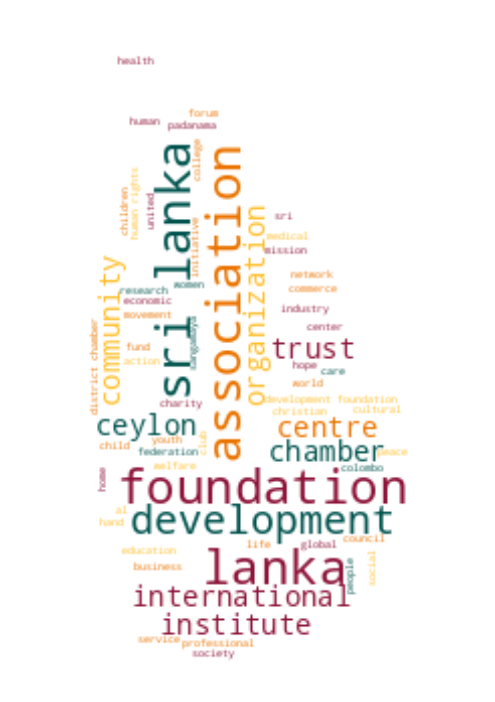 health
forum
human
padanama
college
sri lanka
association
children
human rights
united
initiative
organization
sri
medical
mission
community
women
research
economic
movement
network
commerce
industry
center
district chamber
fund
action
sangamaya
trust
hope
care
world
charity
development foundation
christian
cultural
ceylon
centre
child
youth
club
federation
chamber
peace
welfare
colombo
home
foundation
al
hand
development
council
life
global
education
business
lanka
people
social
international
institute
service
professional
society